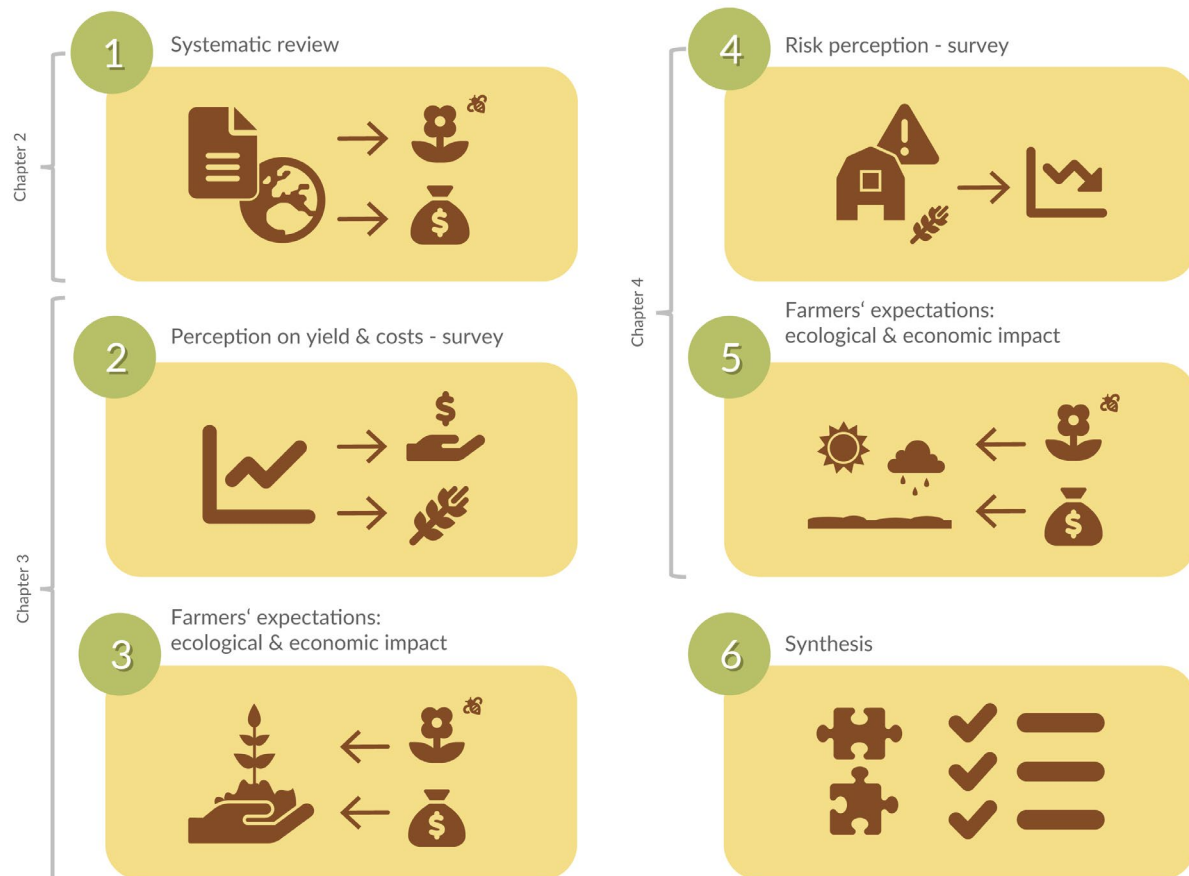 Chapter 2
1
Systematic review
$
Chapter 3
2
Perception on yield & costs - survey
$
3
Farmers‘ expectations:
ecological & economic impact
$
Chapter 4
4
Risk perception - survey
!
5
Farmers‘ expectations:
ecological & economic impact
$
6
Synthesis